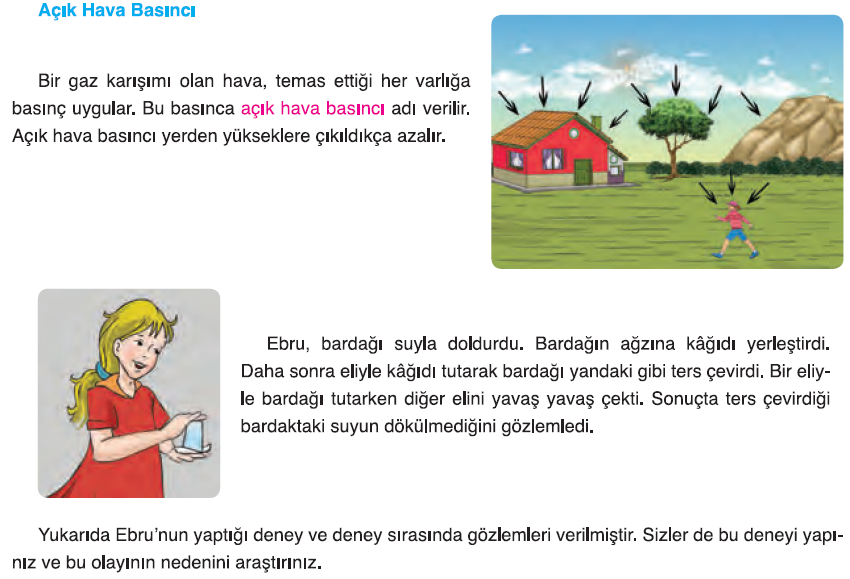 Açık Hava Basıncı
Bir gaz karışımı olan hava, temas ettiği her varlığa
basınç uygular. Bu basınca açık hava basıncı adı verilir.
Açık hava basıncı yerden yükseklere çıkıldıkça azalır.
Ebru, bardağı suyla doldurdu. Bardağın ağzına kâğıdı yerleştirdi.
Daha sonra eliyle kâğıdı tutarak bardağı yandaki gibi ters çevirdi. Bir eliy-
le bardağı tutarken diğer elini yavaş yavaş çekti. Sonuçta ters çevirdiği
bardaktaki suyun dökülmediğini gözlemledi.
Yukarıda Ebru’nun yaptığı deney ve deney sırasında gözlemleri verilmiştir. Sizler de bu deneyi yapı-
nız ve bu olayının nedenini araştırınız.